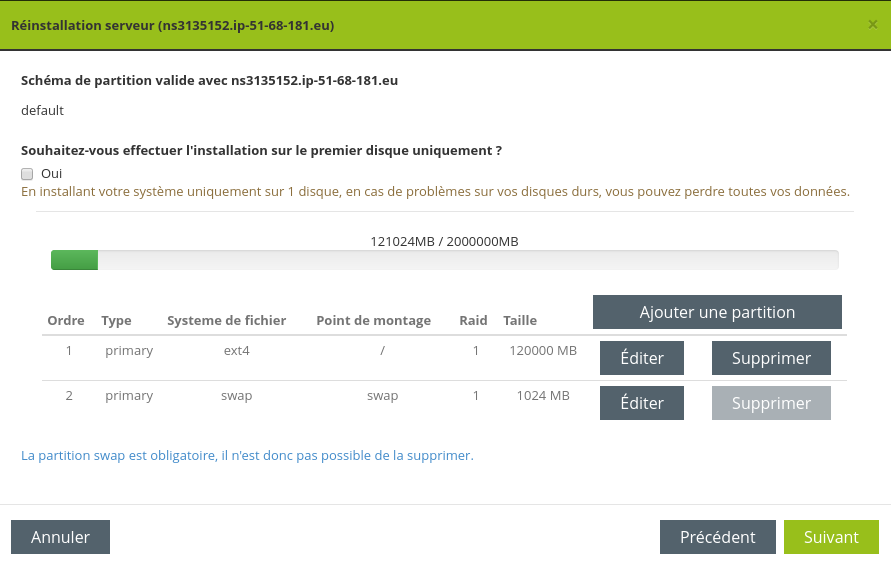 Réinstallation serveur (ns3135152.ip-51-68-181.eu) ×
Schéma de partition valide avec ns3135152.ip-51-68-181.eu
default
Souhaitez-vous effectuer l'installation sur le premier disque uniquement ?
Oui
En installant votre système uniquement sur 1 disque, en cas de problèmes sur vos disques durs, vous pouvez perdre toutes vos données.
121024MB / 2000000MB
Ordre Type Systeme de fichier Point de montage Raid Taille Ajouter une partition
1 primary ext4 / 1 120000 MB Éditer Supprimer
2 primary swap swap 1 1024 MB Éditer Supprimer
La partition swap est obligatoire, il n'est donc pas possible de la supprimer.
Annuler Précédent Suivant